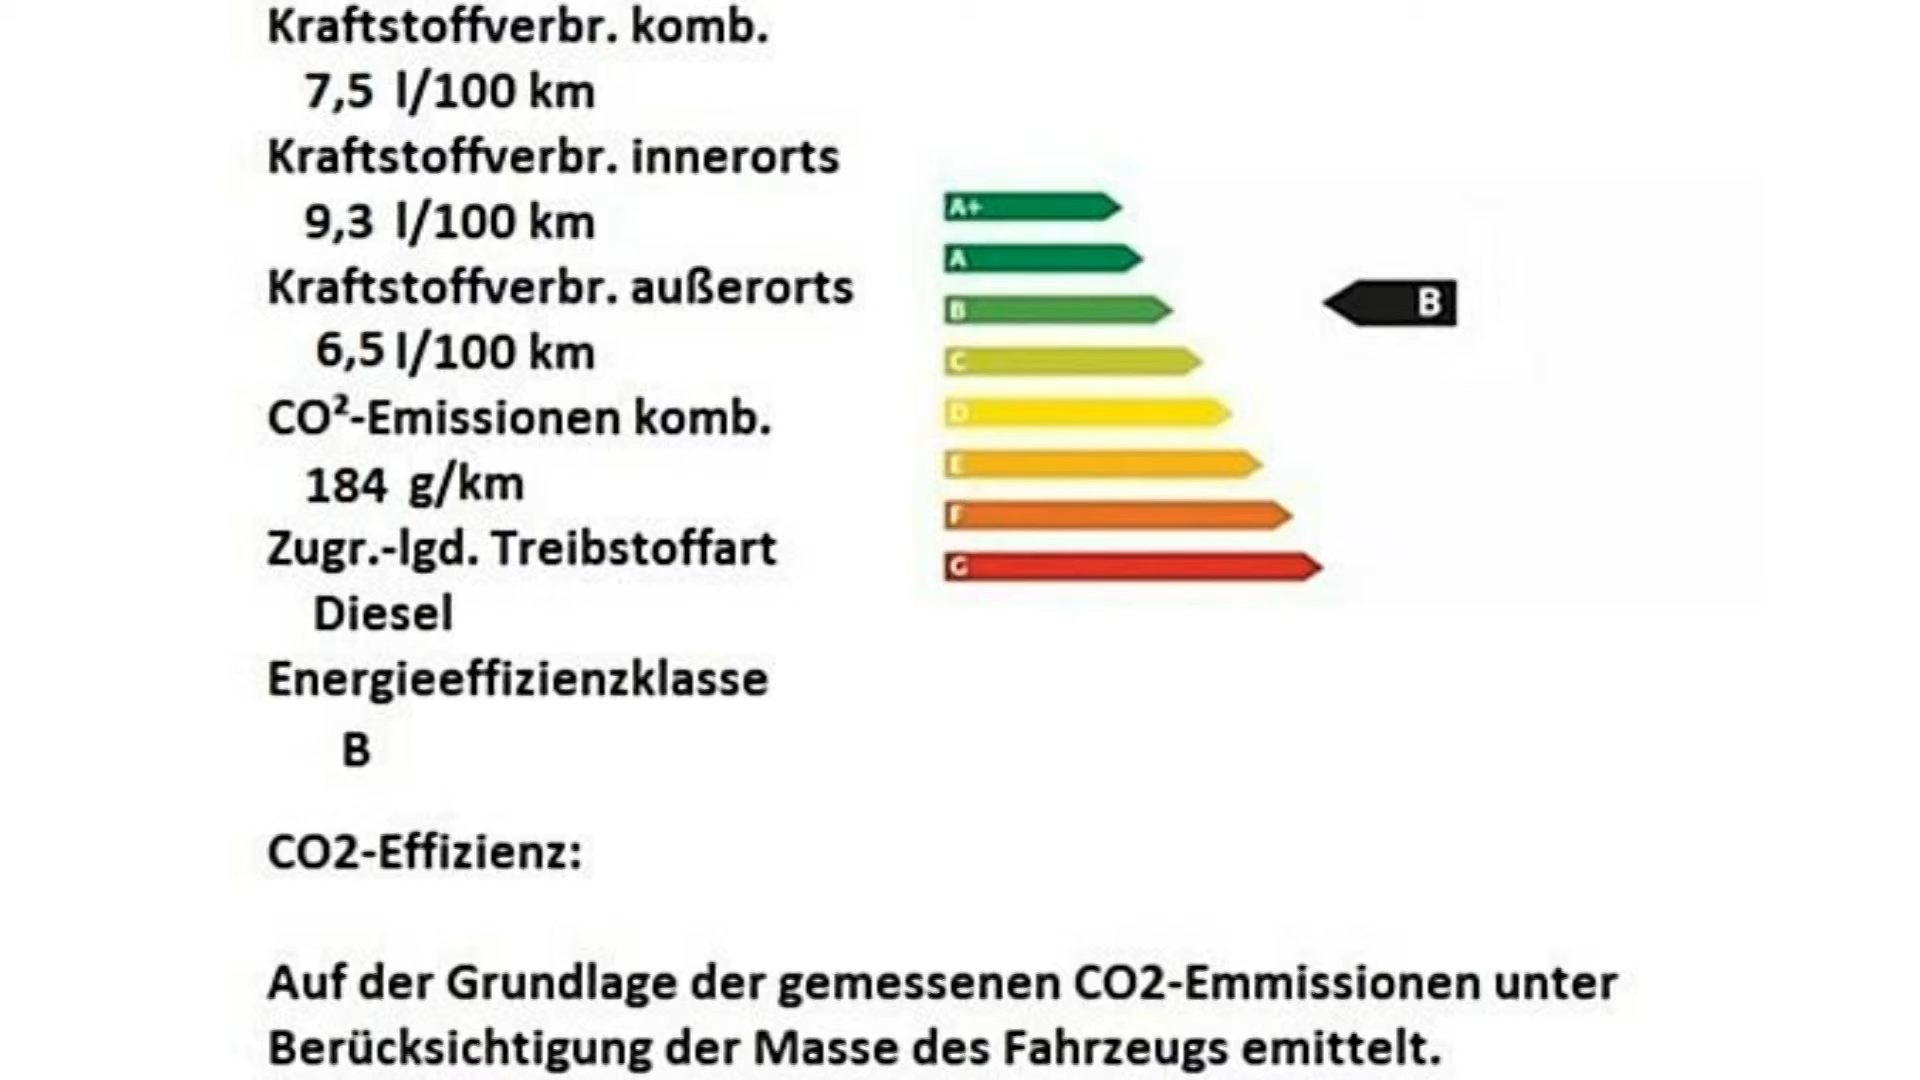 Kraftstoffverbr. komb.
7,5 l/100 km
Kraftstoffverbr. innerorts
9,3 l/100 km
Kraftstoffverbr. außerorts
6,5 l/100 km
CO²-Emissionen komb.
184 g/km
Zugr.-lgd. Treibstoffart
Diesel
Energieeffizienzklasse
B
A+
A
B
B
C
D
E
F
G
CO2-Effizienz:
Auf der Grundlage der gemessenen CO2-Emmissionen unter
Berücksichtigung der Masse des Fahrzeugs emittelt.